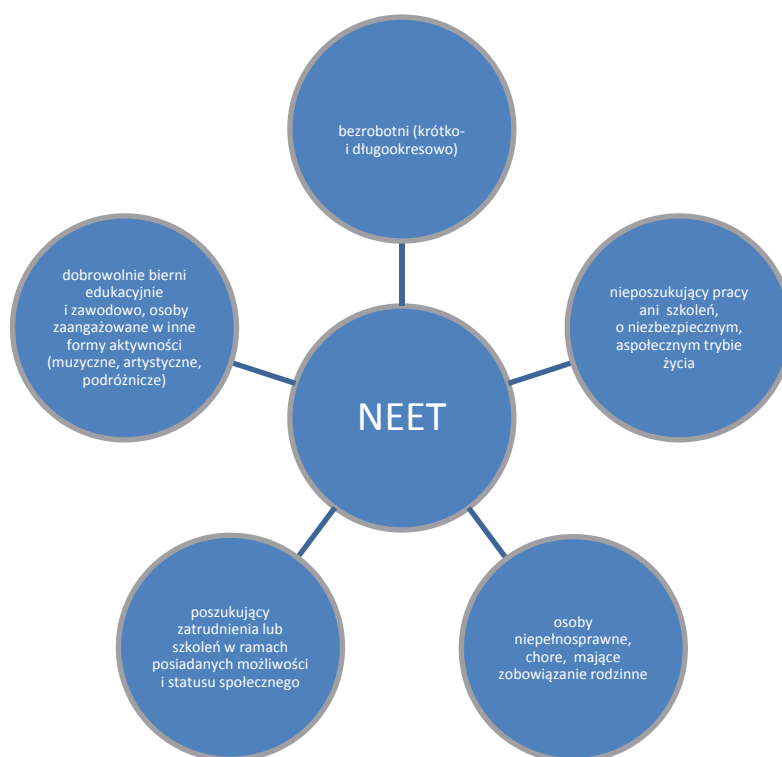 bezrobotni (krótko-
i długookresowo)
dobrowolnie bierni
edukacyjnie
i zawodowo, osoby
zaangażowane w inne
formy aktywności
(muzyczne, artystyczne,
podróżnicze)
nieposzukujący pracy
ani szkoleń,
o niezbezpiecznym,
aspołecznym trybie
życia
NEET
poszukujący
zatrudnienia lub
szkoleń w ramach
posiadanych możliwości
i statusu społecznego
osoby
niepełnosprawne,
chore, mające
zobowiązanie rodzinne